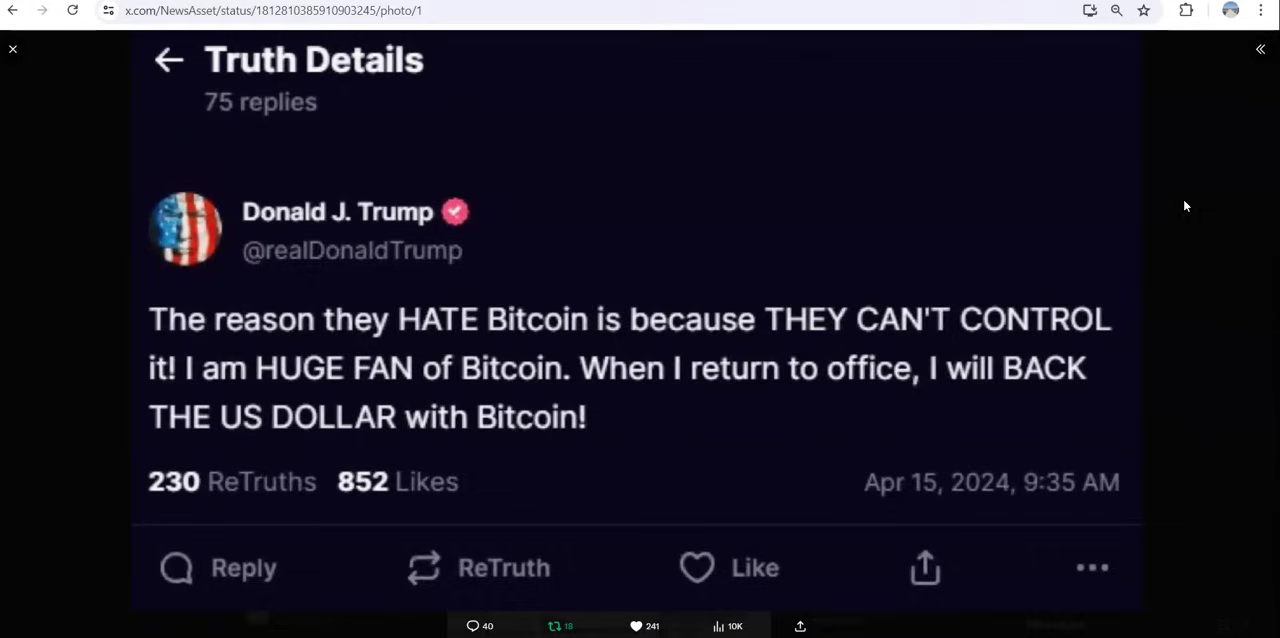 x.com/NewsAsset/status/1812810385910903245/photo/1
Truth Details
75 replies
Donald J. Trump
@realDonaldTrump
The reason they HATE Bitcoin is because THEY CAN'T CONTROL
it! I am HUGE FAN of Bitcoin. When I return to office, I will BACK
THE US DOLLAR with Bitcoin!
230 ReTruths 852 Likes Apr 15, 2024, 9:35 AM
Reply ReTruth Like
40 18 241 10K